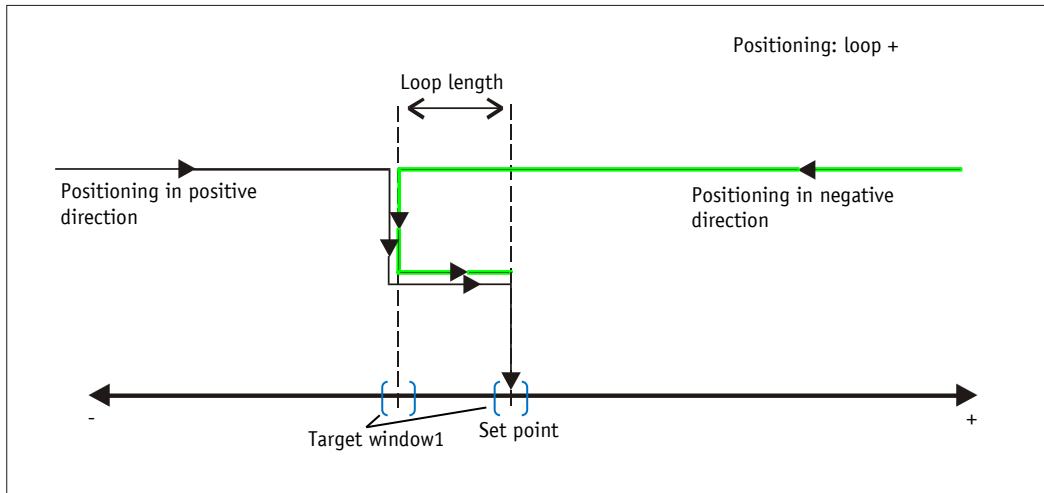 Positioning: loop +
Loop length
Positioning in positive
direction
Positioning in negative
direction
-
+
Target window1
Set point